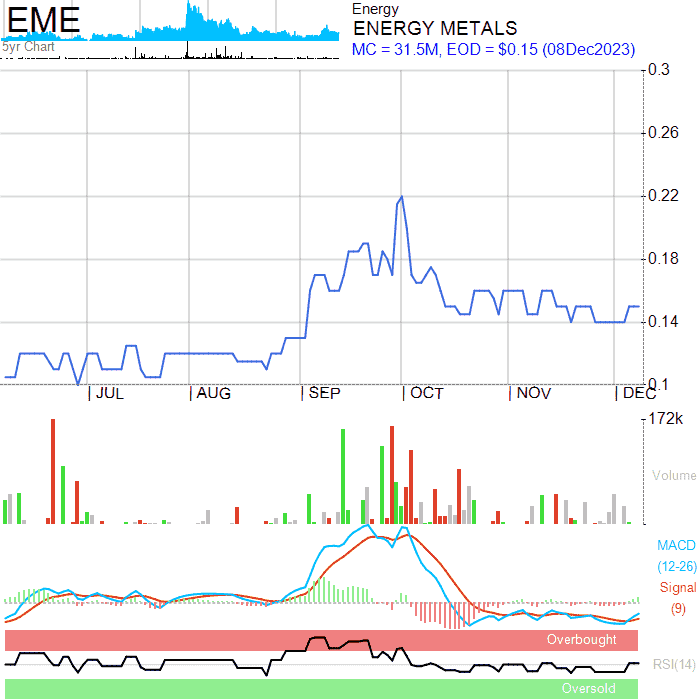 EME
5yr Chart
Energy
ENERGY METALS
MC = 31.5M, EOD = $0.15 (08Dec2023)
0.3
0.26
0.22
0.18
0.14
0.1
JUL AUG SEP OCT NOV DEC
172k
Volume
MACD
(12-26)
Signal
(9)
Overbought
RSI(14)
Oversold